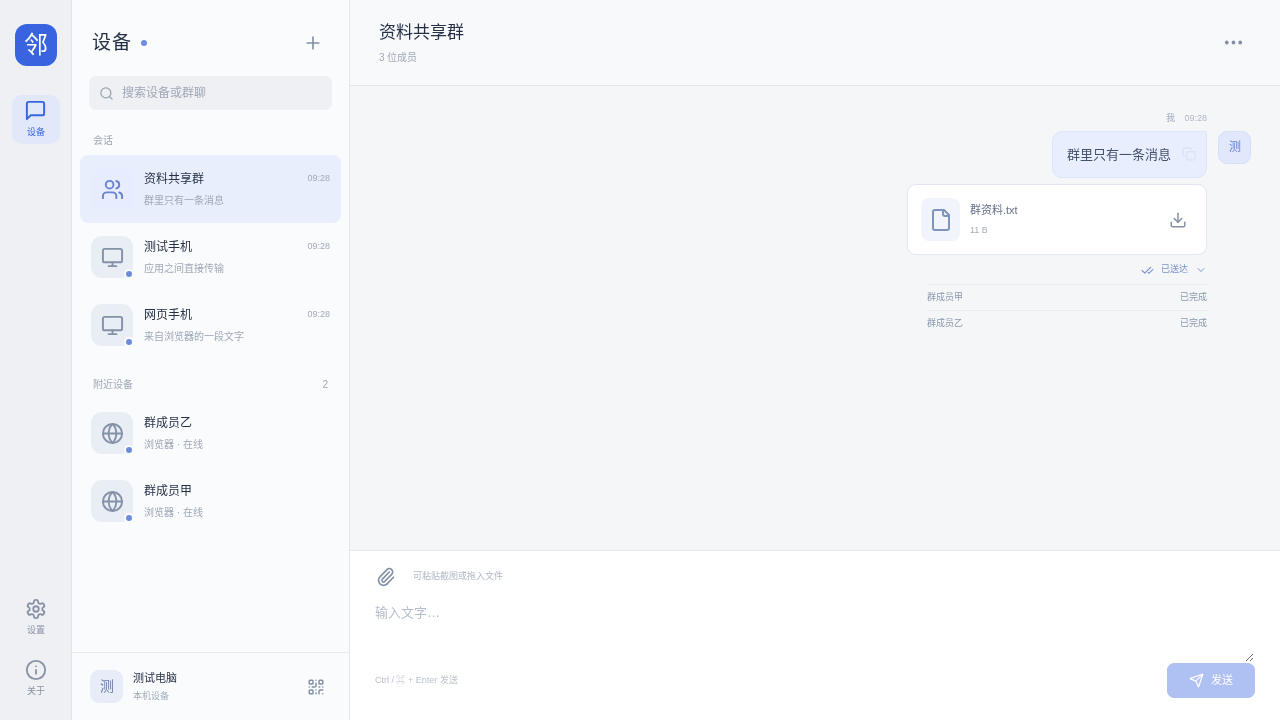 邻
设备
设置
关于
设备
搜索设备或群聊
会话
资料共享群 09:28
群里只有一条消息
测试手机 09:28
应用之间直接传输
网页手机 09:28
来自浏览器的一段文字
附近设备 2
群成员乙
浏览器 · 在线
群成员甲
浏览器 · 在线
测 测试电脑
本机设备
资料共享群
3 位成员
我 09:28
群里只有一条消息
测
群资料.txt
11 B
已送达
群成员甲 已完成
群成员乙 已完成
可粘贴截图或拖入文件
输入文字…
Ctrl / ⌘ + Enter 发送
发送